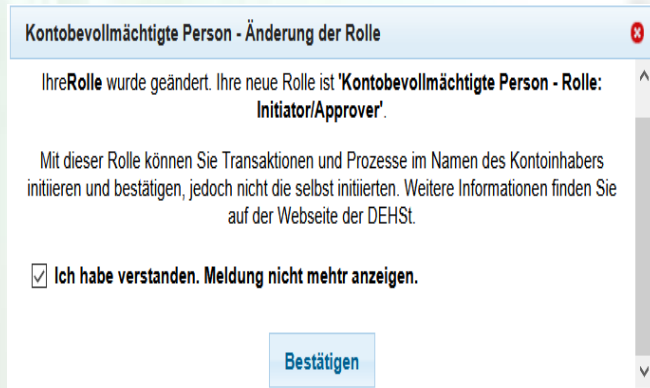 Kontobevollmächtigte Person - Änderung der Rolle
IhreRolle wurde geändert. Ihre neue Rolle ist 'Kontobevollmächtigte Person - Rolle:
Initiator/Approver'.
Mit dieser Rolle können Sie Transaktionen und Prozesse im Namen des Kontoinhabers
initiieren und bestätigen, jedoch nicht die selbst initiierten. Weitere Informationen finden Sie
auf der Webseite der DEHSt.
Ich habe verstanden. Meldung nicht mehtr anzeigen.
Bestätigen